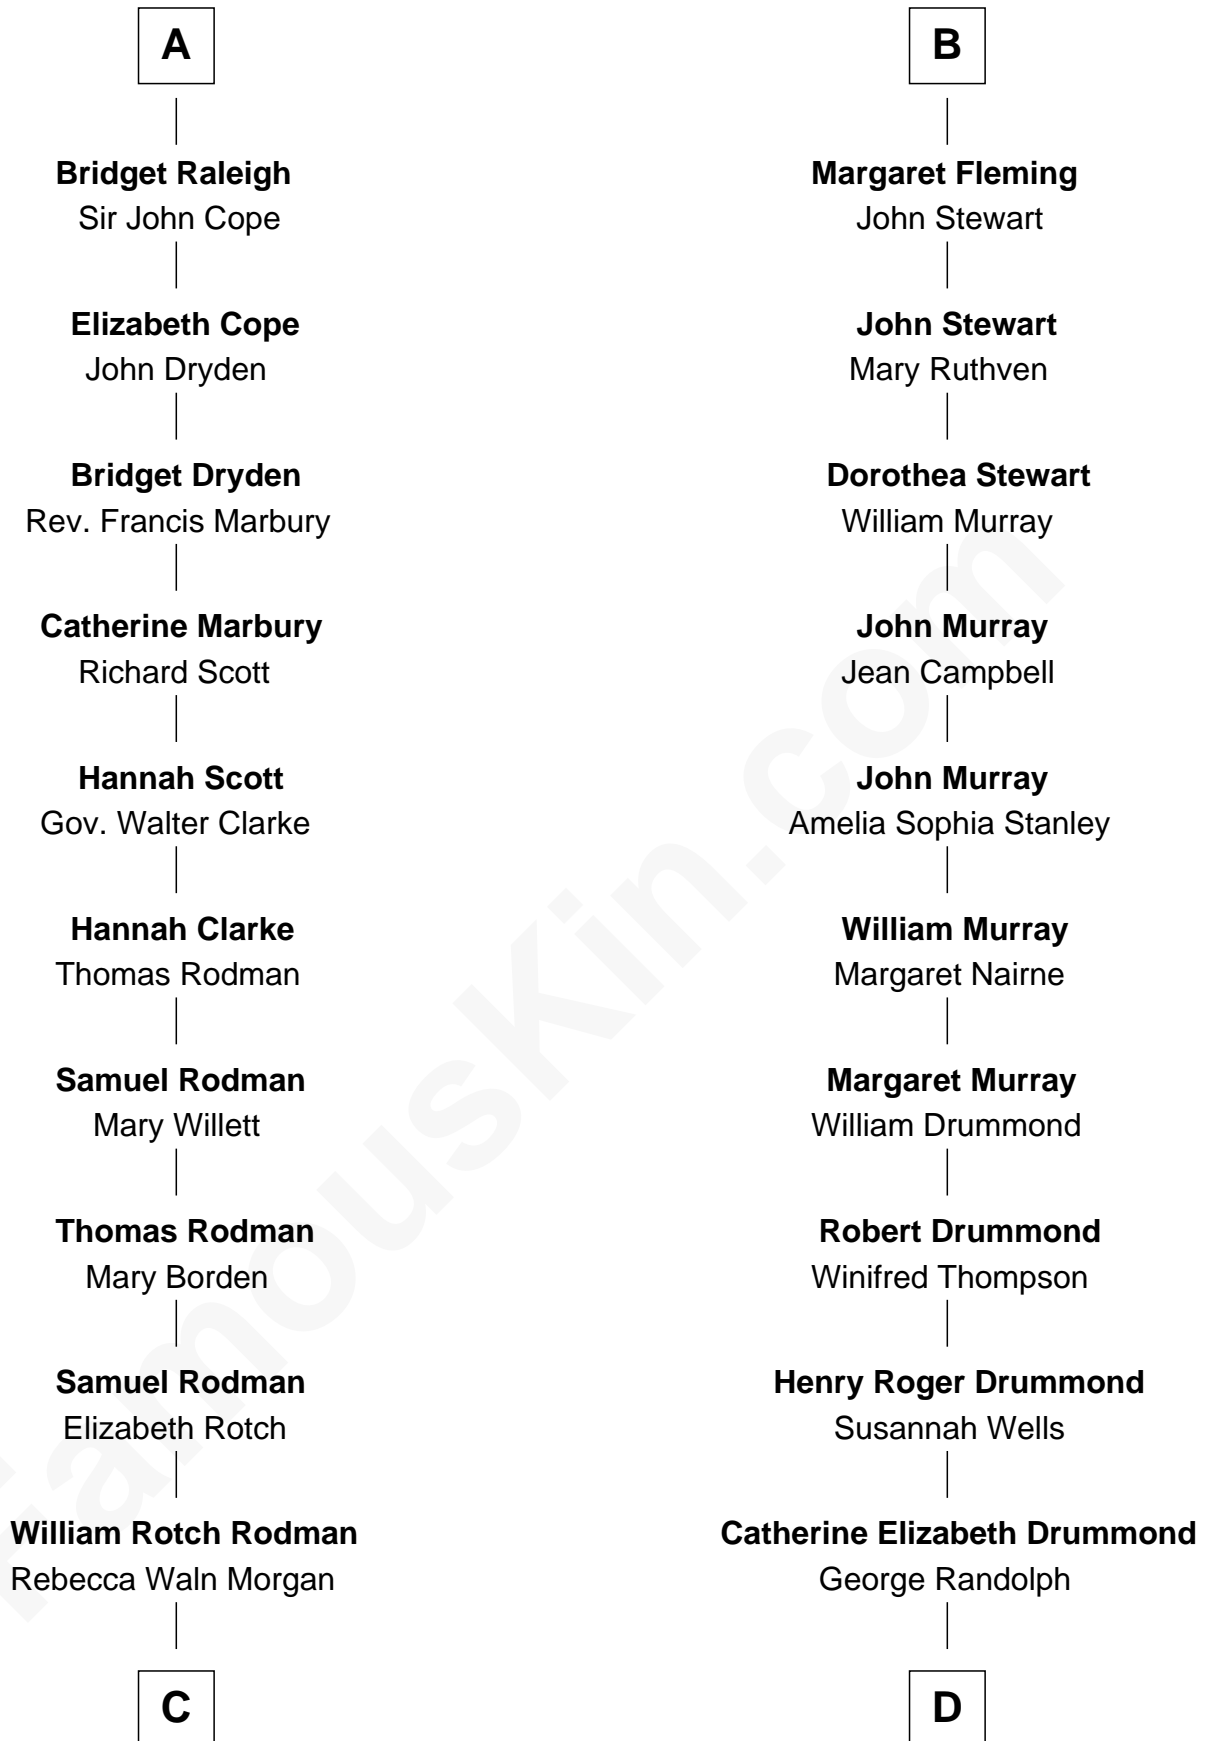 A
Bridget Raleigh
Sir John Cope
Elizabeth Cope
John Dryden
Bridget Dryden
Rev. Francis Marbury
Catherine Marbury
Richard Scott
Hannah Scott
Gov. Walter Clarke
Hannah Clarke
Thomas Rodman
Samuel Rodman
Mary Willett
Thomas Rodman
Mary Borden
Samuel Rodman
Elizabeth Rotch
William Rotch Rodman
Rebecca Waln Morgan
C
B
Margaret Fleming
John Stewart
John Stewart
Mary Ruthven
Dorothea Stewart
William Murray
John Murray
Jean Campbell
John Murray
Amelia Sophia Stanley
William Murray
Margaret Nairne
Margaret Murray
William Drummond
Robert Drummond
Winifred Thompson
Henry Roger Drummond
Susannah Wells
Catherine Elizabeth Drummond
George Randolph
D
FamousKin.com